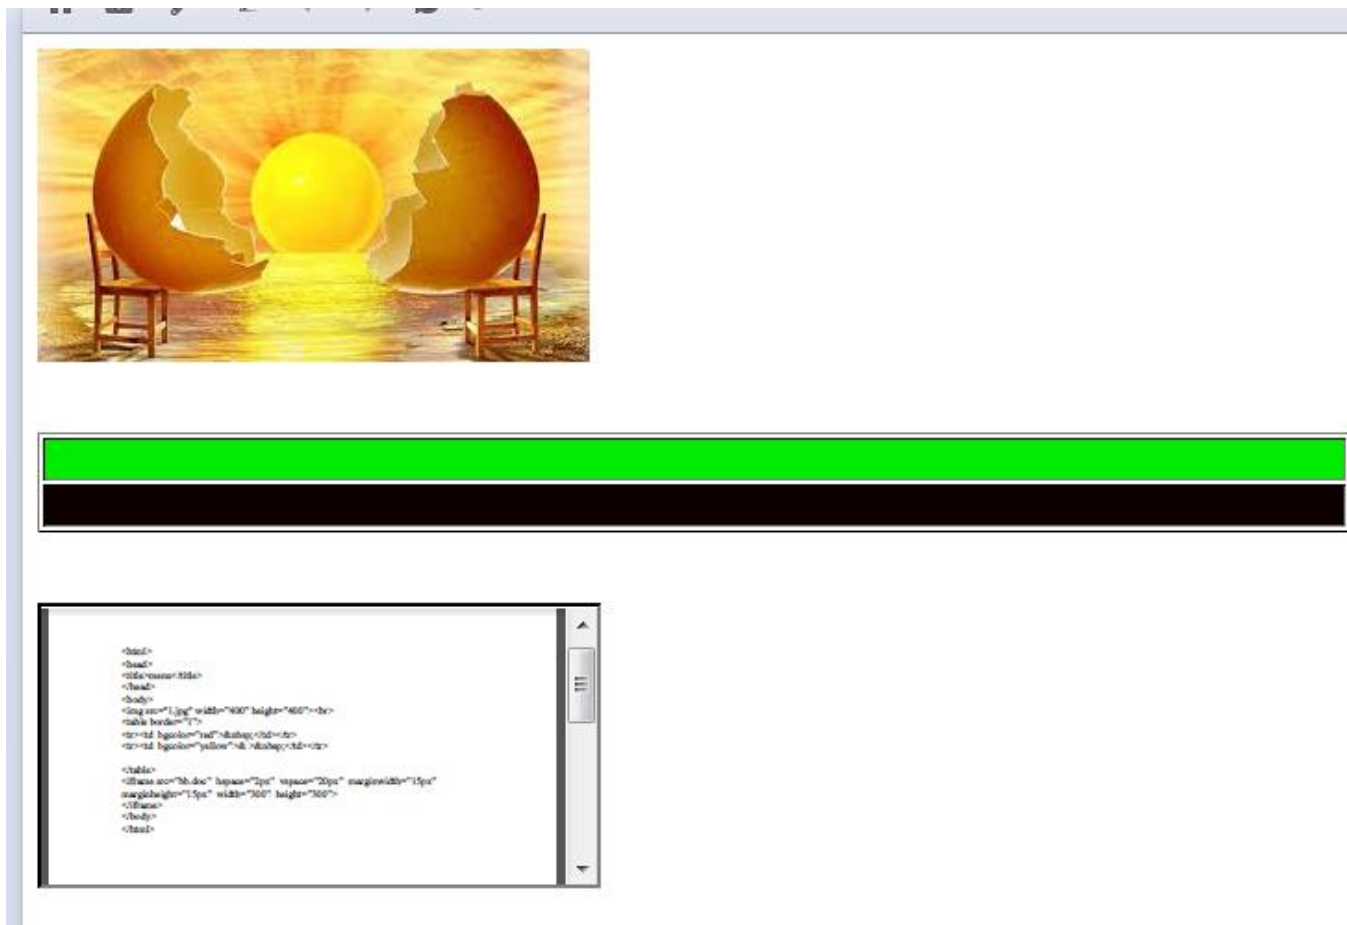 <html>
<head>
<title>menu</title>
</head>
<body>
<img src="1.jpg" width="400" height="400"><br>
<table border="1">
<tr><td bgcolor="red">&nbsp;</td></tr>
<tr><td bgcolor="yellow">& >&nbsp;</td></tr>
</table>
<iframe src="bb.doc" hspace="2px" vspace="20px" marginwidth="15px"
marginheight="15px" width="300" height="300">
</iframe>
</body>
</html>